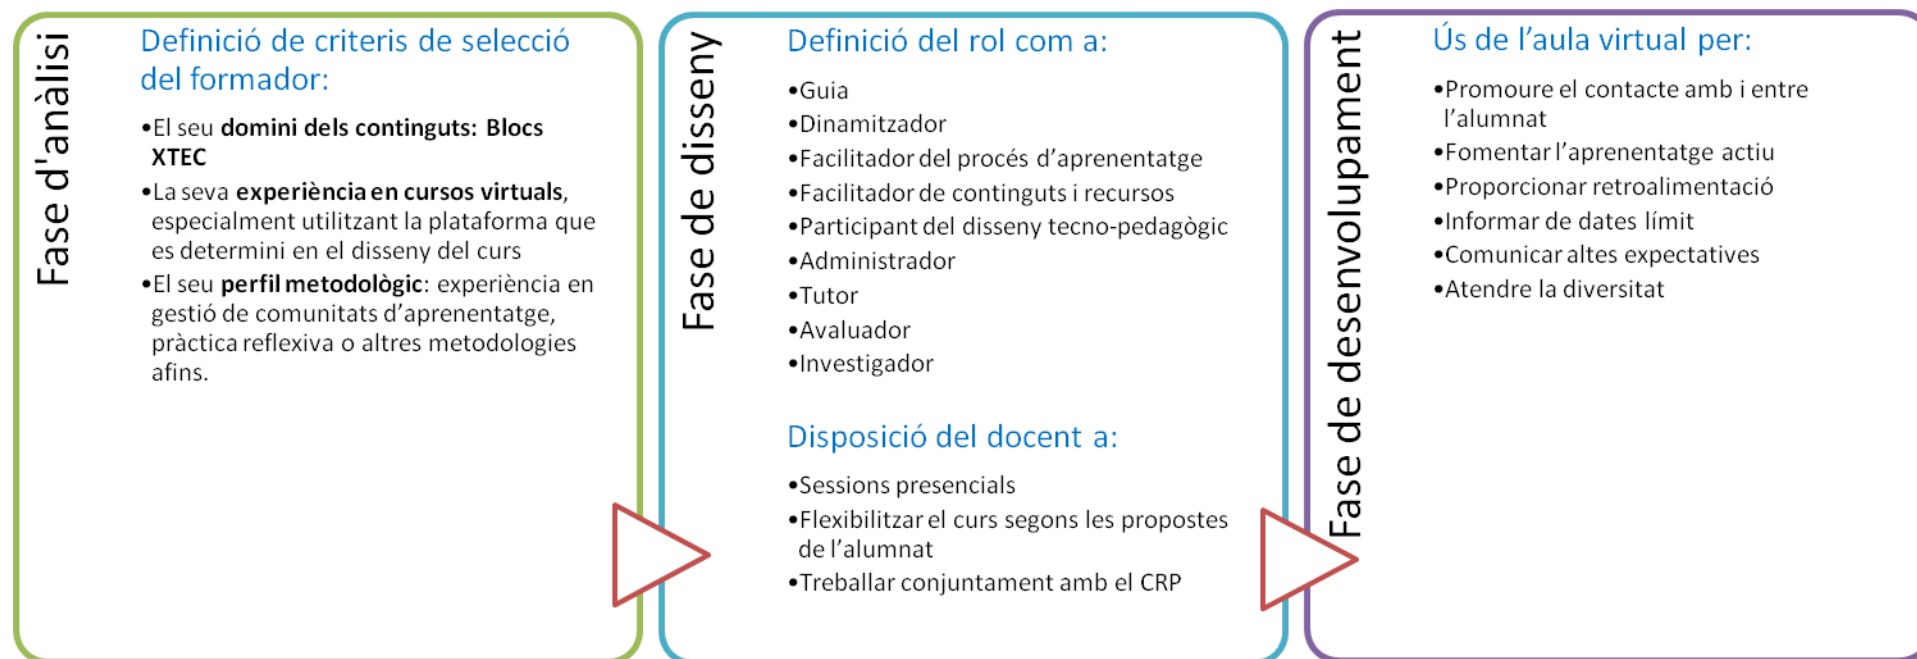 Fase d'anàlisi
Definició de criteris de selecció
del formador:
•El seu domini dels continguts: Blocs
XTEC
•La seva experiència en cursos virtuals,
especialment utilitzant la plataforma que
es determini en el disseny del curs
•El seu perfil metodològic: experiència en
gestió de comunitats d’aprenentatge,
pràctica reflexiva o altres metodologies
afins.
Fase de disseny
Definició del rol com a:
•Guia
•Dinamitzador
•Facilitador del procés d’aprenentatge
•Facilitador de continguts i recursos
•Participant del disseny tecno-pedagògic
•Administrador
•Tutor
•Avaluador
•Investigador
Disposició del docent a:
•Sessions presencials
•Flexibilitzar el curs segons les propostes
de l’alumnat
•Treballar conjuntament amb el CRP
Fase de desenvolupament
Ús de l’aula virtual per:
•Promoure el contacte amb i entre
l’alumnat
•Fomentar l’aprenentatge actiu
•Proporcionar retroalimentació
•Informar de dates límit
•Comunicar altes expectatives
•Atendre la diversitat